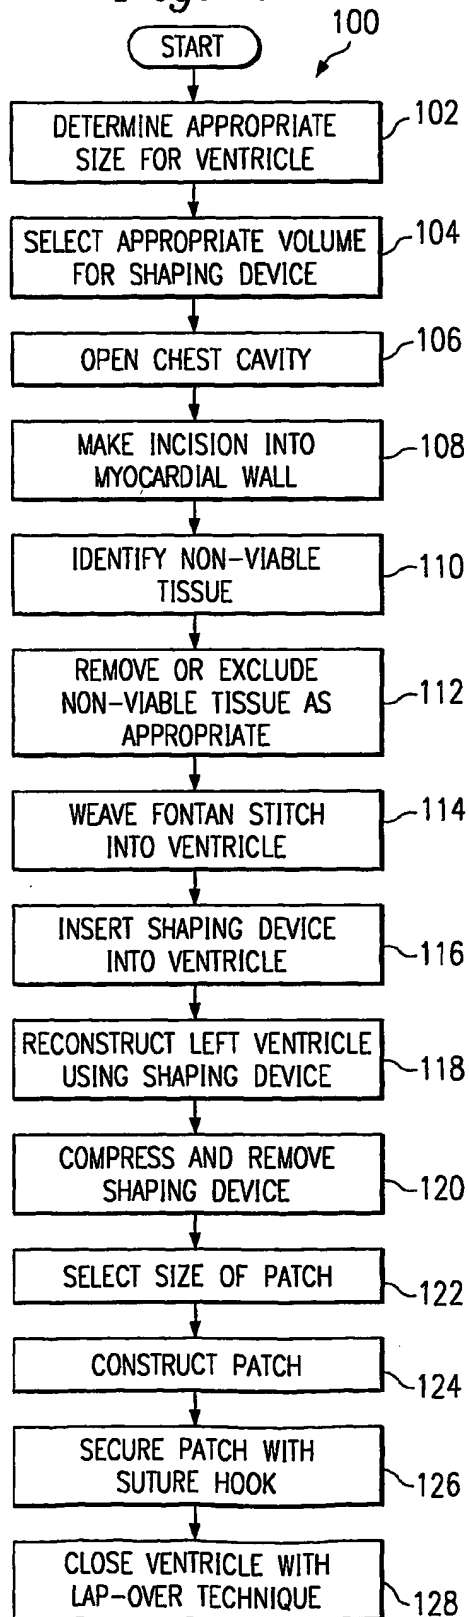 100
START
DETERMINE APPROPRIATE
SIZE FOR VENTRICLE
102
SELECT APPROPRIATE VOLUME
FOR SHAPING DEVICE
104
OPEN CHEST CAVITY
106
MAKE INCISION INTO
MYOCARDIAL WALL
108
IDENTIFY NON-VIABLE
TISSUE
110
REMOVE OR EXCLUDE
NON-VIABLE TISSUE AS
APPROPRIATE
112
WEAVE FONTAN STITCH
INTO VENTRICLE
114
INSERT SHAPING DEVICE
INTO VENTRICLE
116
RECONSTRUCT LEFT VENTRICLE
USING SHAPING DEVICE
118
COMPRESS AND REMOVE
SHAPING DEVICE
120
SELECT SIZE OF PATCH
122
CONSTRUCT PATCH
124
SECURE PATCH WITH
SUTURE HOOK
126
CLOSE VENTRICLE WITH
LAP-OVER TECHNIQUE
128